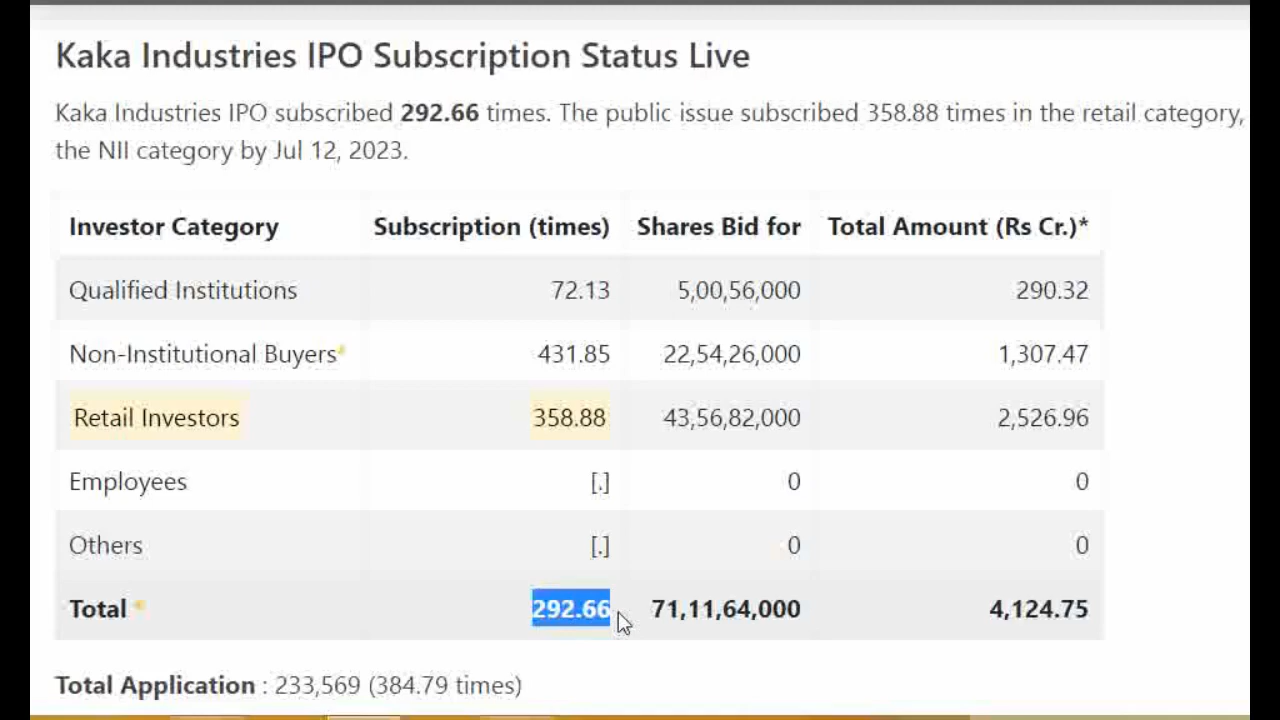 Kaka Industries IPO Subscription Status Live
Kaka Industries IPO subscribed 292.66 times. The public issue subscribed 358.88 times in the retail category,
the NII category by Jul 12, 2023.
Investor Category Subscription (times) Shares Bid for Total Amount (Rs Cr.)*
Qualified Institutions 72.13 5,00,56,000 290.32
Non-Institutional Buyers* 431.85 22,54,26,000 1,307.47
Retail Investors 358.88 43,56,82,000 2,526.96
Employees [.] 0 0
Others [.] 0 0
Total * 292.66 71,11,64,000 4,124.75
Total Application : 233,569 (384.79 times)